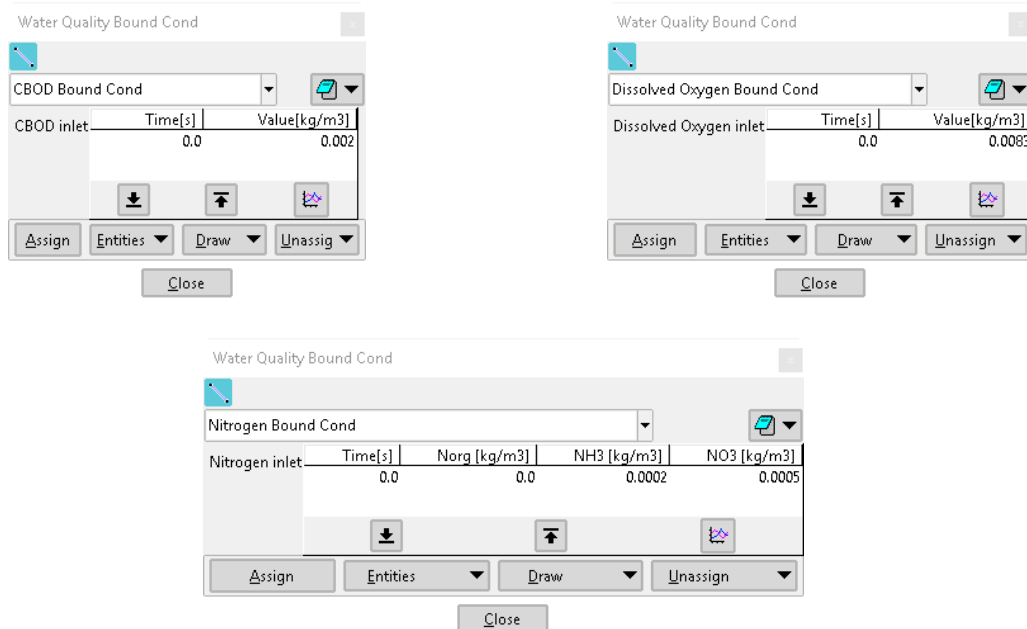 Water Quality Bound Cond
x
CBOD Bound Cond
CBOD inlet
Time[s] Value[kg/m3]
0.0 0.002
Assign Entities Draw Unassig
Close
Water Quality Bound Cond
Dissolved Oxygen Bound Cond
Dissolved Oxygen inlet
Time[s] Value[kg/m3]
0.0 0.0083
Assign Entities Draw Unassign
Close
Water Quality Bound Cond
x
Nitrogen Bound Cond
Nitrogen inlet
Time[s] Norg [kg/m3] NH3 [kg/m3] NO3 [kg/m3]
0.0 0.0 0.0002 0.0005
Assign Entities Draw Unassign
Close